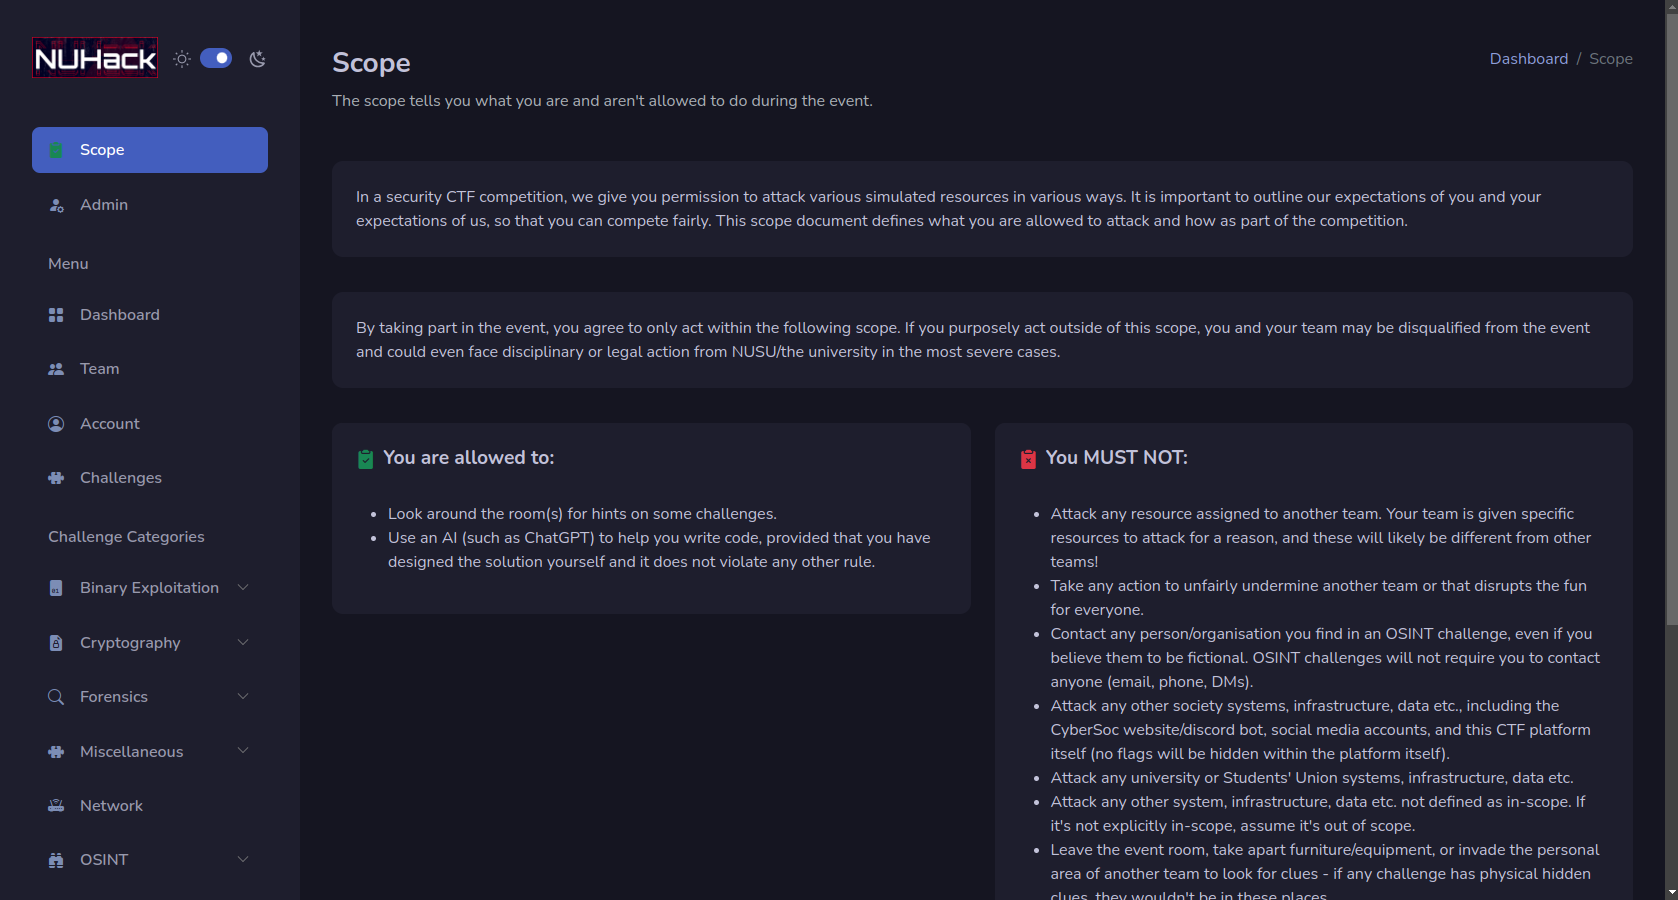 NUHack
Scope
Admin
Menu
Dashboard
Team
Account
Challenges
Challenge Categories
Binary Exploitation
Cryptography
Forensics
Miscellaneous
Network
OSINT
Scope
Dashboard / Scope
The scope tells you what you are and aren't allowed to do during the event.
In a security CTF competition, we give you permission to attack various simulated resources in various ways. It is important to outline our expectations of you and your
expectations of us, so that you can compete fairly. This scope document defines what you are allowed to attack and how as part of the competition.
By taking part in the event, you agree to only act within the following scope. If you purposely act outside of this scope, you and your team may be disqualified from the event
and could even face disciplinary or legal action from NUSU/the university in the most severe cases.
You are allowed to:
• Look around the room(s) for hints on some challenges.
• Use an AI (such as ChatGPT) to help you write code, provided that you have
designed the solution yourself and it does not violate any other rule.
You MUST NOT:
• Attack any resource assigned to another team. Your team is given specific
resources to attack for a reason, and these will likely be different from other
teams!
• Take any action to unfairly undermine another team or that disrupts the fun
for everyone.
• Contact any person/organisation you find in an OSINT challenge, even if you
believe them to be fictional. OSINT challenges will not require you to contact
anyone (email, phone, DMs).
• Attack any other society systems, infrastructure, data etc., including the
CyberSoc website/discord bot, social media accounts, and this CTF platform
itself (no flags will be hidden within the platform itself).
• Attack any university or Students' Union systems, infrastructure, data etc.
• Attack any other system, infrastructure, data etc. not defined as in-scope. If
it's not explicitly in-scope, assume it's out of scope.
• Leave the event room, take apart furniture/equipment, or invade the personal
area of another team to look for clues - if any challenge has physical hidden
clues, they wouldn't be in these places.